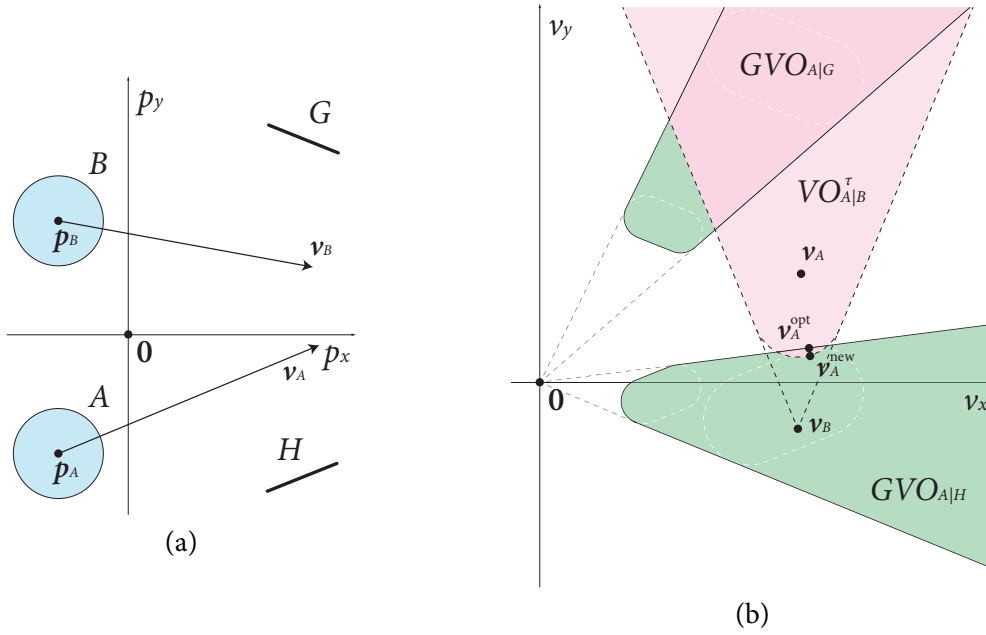 p_y
G
B
p_B
v_B
0
p_x
v_A
A
p_A
H
(a)
v_y
GVO_{A|G}
VO^τ_{A|B}
v_A
v_A^{opt}
v_A^{new}
0
v_x
v_B
GVO_{A|H}
(b)